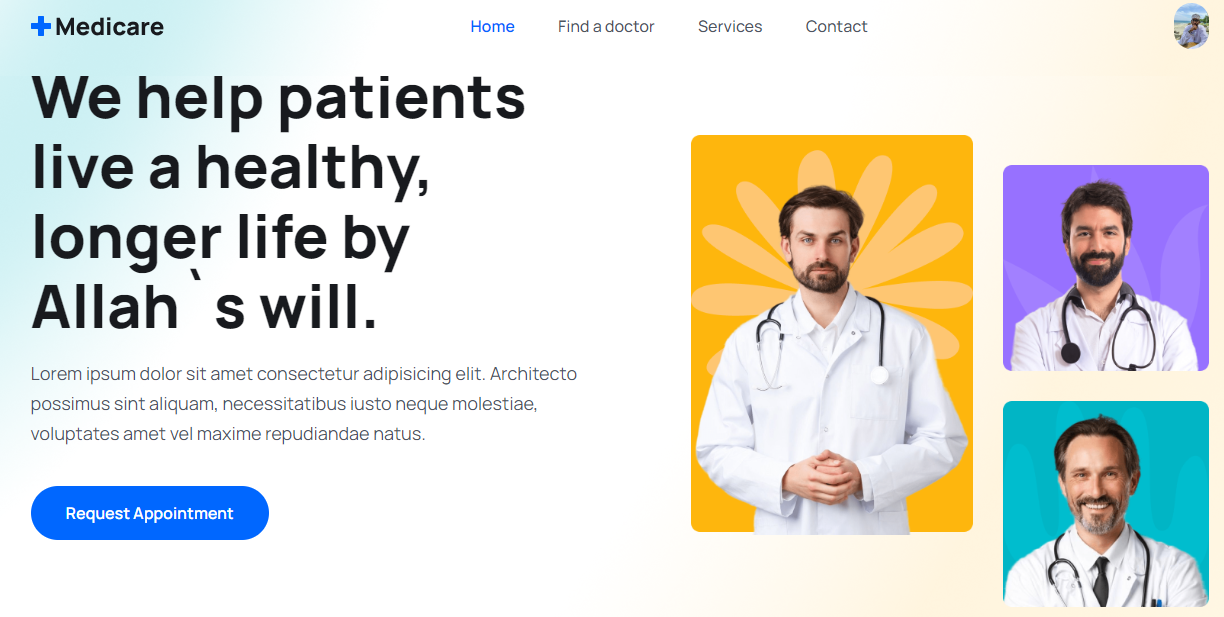 Medicare
Home
Find a doctor
Services
Contact
We help patients
live a healthy,
longer life by
Allah`s will.
Lorem ipsum dolor sit amet consectetur adipisicing elit. Architecto
possimus sint aliquam, necessitatibus iusto neque molestiae,
voluptates amet vel maxime repudiandae natus.
Request Appointment